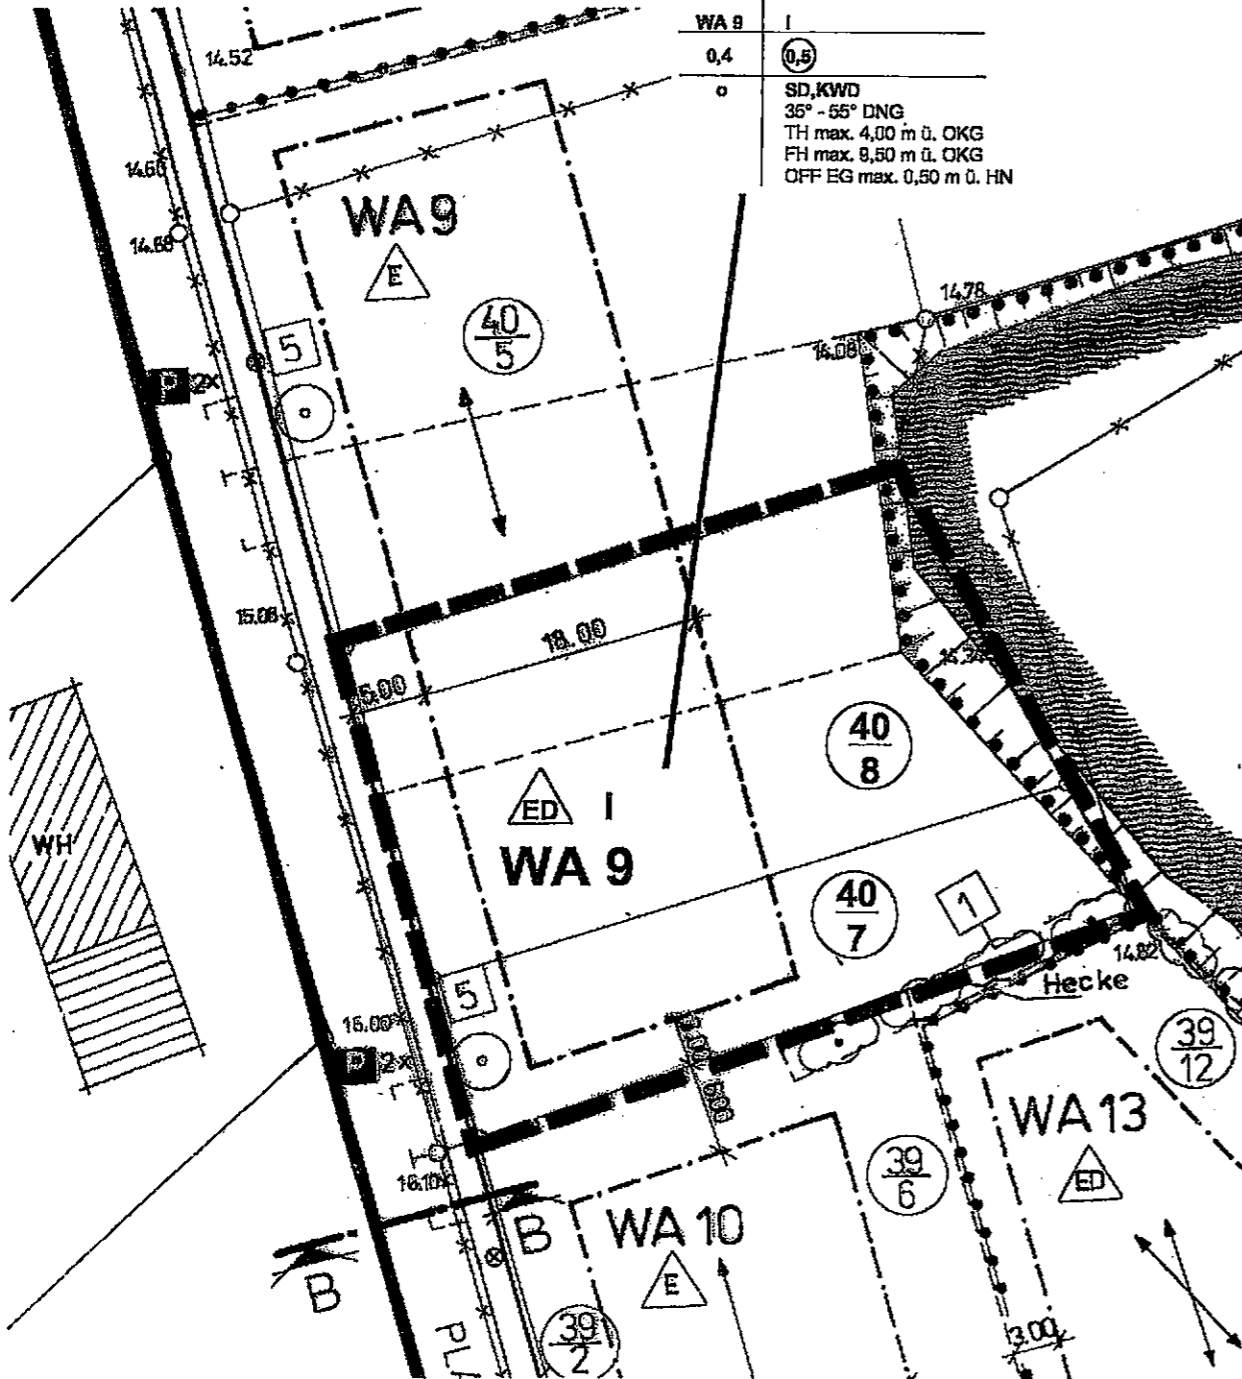 WA 9 I
0,4 0,5
o SD,KWD
35° - 55° DNG
TH max. 4,00 m ü. OKG
FH max. 9,50 m ü. OKG
OFF EG max. 0,50 m ü. HN
14.52
14.60
14.68
WA 9
E
40
5
5
14.78
14.08
P 2x
15.08
18.00
5.00
40
8
ED I
WA 9
WH
40
7
1
5
14.82
Hecke
P 2x
39
12
WA 13
ED
39
6
16.10
B
B
WA 10
E
39
2
3.00
PLA